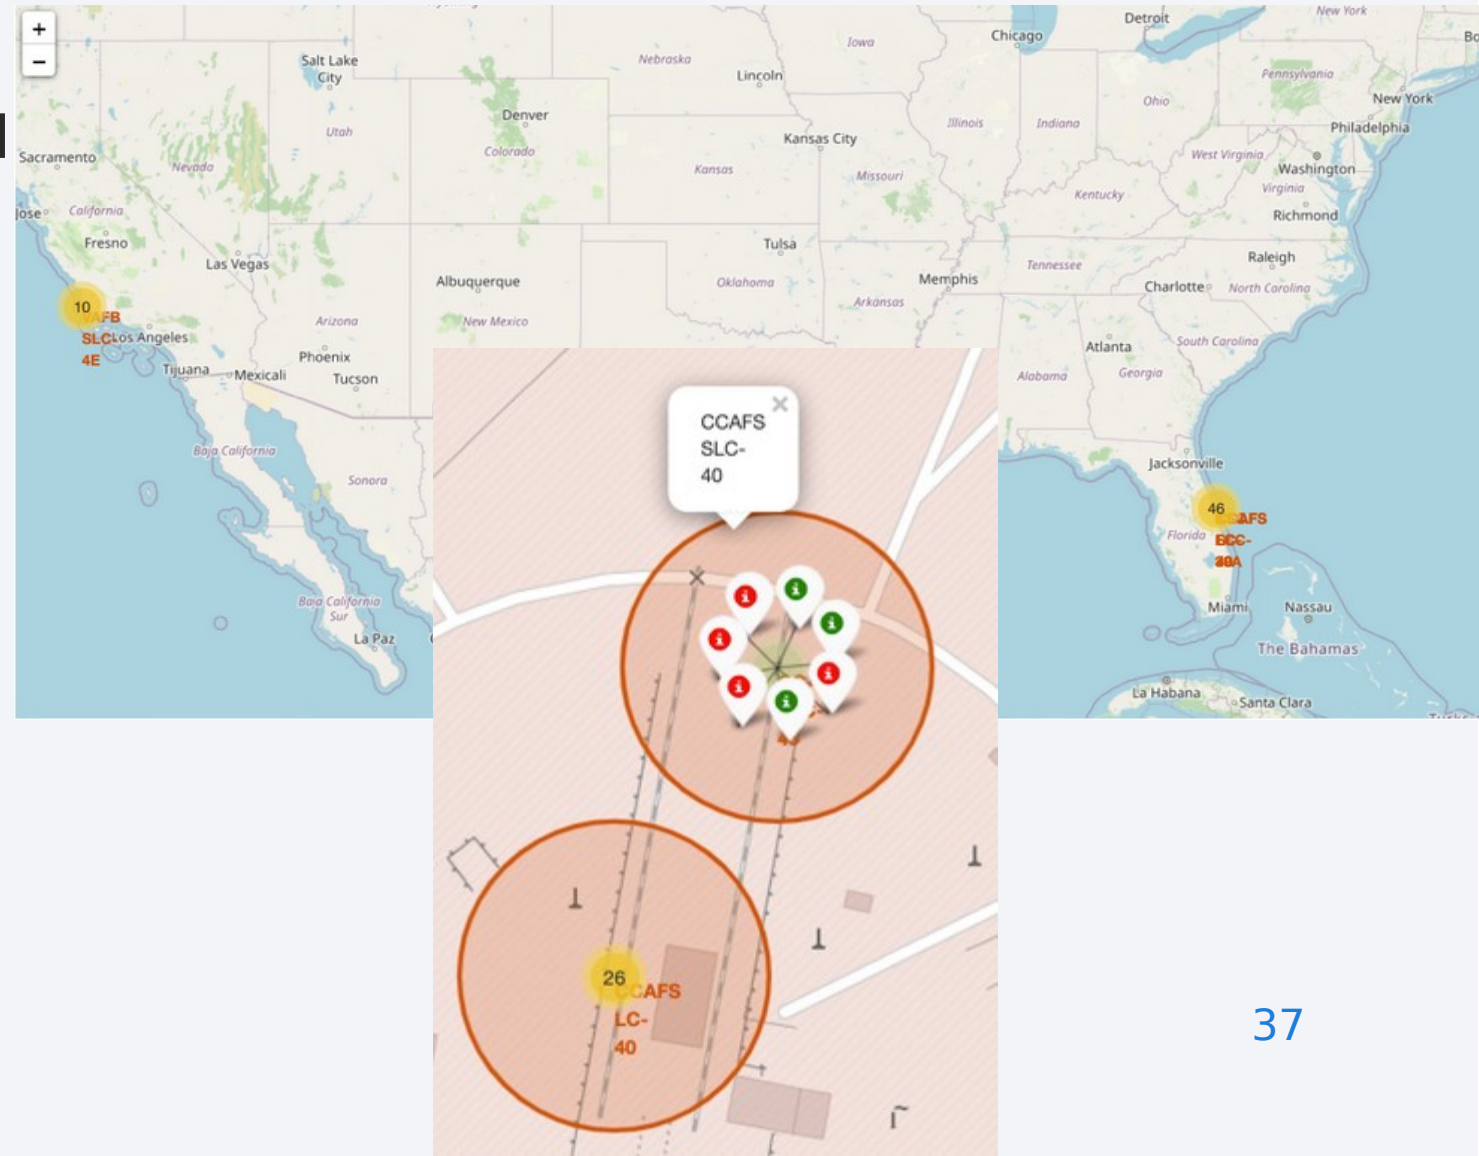 +
−
Detroit
New York
Chicago
Iowa
Salt Lake
City
Nebraska
Lincoln
Pennsylvania
New York
Denver
Ohio
Utah
Illinois
Indiana
Philadelphia
Kansas City
Colorado
Sacramento
Nevada
Kansas
Missouri
West Virginia
Washington
Kentucky
Virginia
Jose
California
Richmond
Fresno
Tulsa
Las Vegas
Raleigh
Tennessee
Albuquerque
Oklahoma
Memphis
Charlotte
North Carolina
Arkansas
10
AFB
SLC-
4E
Los Angeles
Arizona
New Mexico
Phoenix
Atlanta
South Carolina
Tijuana
Mexicali
Tucson
Alabama
Georgia
CCAFS
SLC-
40
×
Baja California
Sonora
Jacksonville
46
Florida
Baja California
Sur
La Paz
Miami
Nassau
The Bahamas
La Habana
Santa Clara
26
CCAFS
LC-
40
37